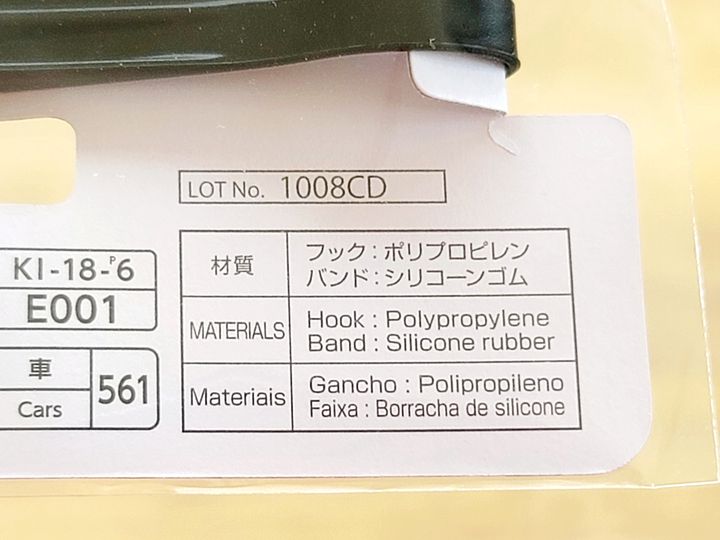 LOT No. 1008CD
KI-18-ᴾ6
E001
車
Cars
561
材質
フック：ポリプロピレン
バンド：シリコーンゴム
MATERIALS
Hook : Polypropylene
Band : Silicone rubber
Materiais
Gancho : Polipropileno
Faixa : Borracha de silicone